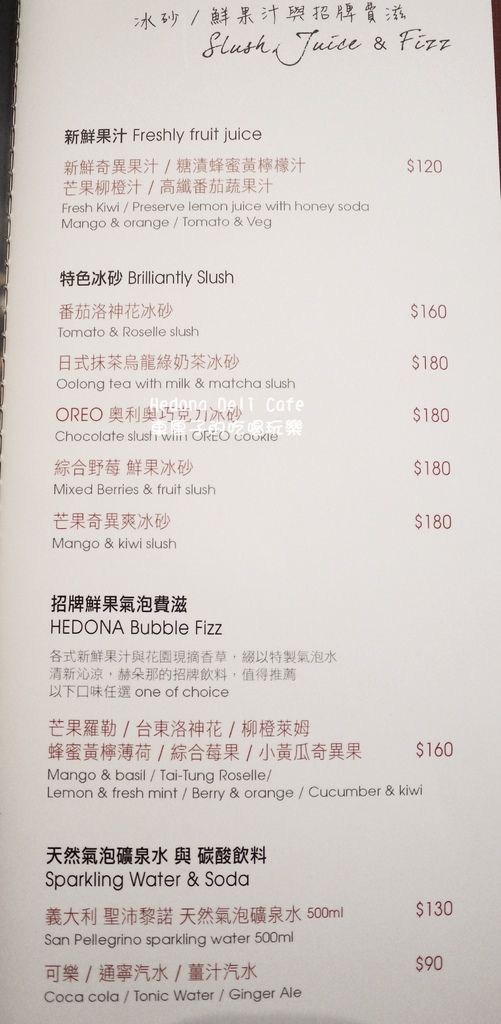 冰砂 / 鮮果汁與招牌費滋
Slush, Juice & Fizz
新鮮果汁 Freshly fruit juice
新鮮奇異果汁 / 糖漬蜂蜜黃檸檬汁 $120
芒果柳橙汁 / 高纖番茄蔬果汁
Fresh Kiwi / Preserve lemon juice with honey soda
Mango & orange / Tomato & Veg
特色冰砂 Brilliantly Slush
番茄洛神花冰砂 $160
Tomato & Roselle slush
日式抹茶烏龍綠奶茶冰砂 $180
Oolong tea with milk & matcha slush
Hedona Deli Cafe
OREO 奧利奧巧克力冰砂 $180
的吃喝玩樂
Chocolate slush with OREO cookie
綜合野莓 鮮果冰砂 $180
Mixed Berries & fruit slush
芒果奇異爽冰砂 $180
Mango & kiwi slush
招牌鮮果氣泡費滋
HEDONA Bubble Fizz
各式新鮮果汁與花園現摘香草，綴以特製氣泡水
清新沁涼，赫朵那的招牌飲料，值得推薦
以下口味任選 one of choice
芒果羅勒 / 台東洛神花 / 柳橙萊姆
蜂蜜黃檸薄荷 / 綜合莓果 / 小黃瓜奇異果 $160
Mango & basil / Tai-Tung Roselle/
Lemon & fresh mint / Berry & orange / Cucumber & kiwi
天然氣泡礦泉水 與 碳酸飲料
Sparkling Water & Soda
義大利 聖沛黎諾 天然氣泡礦泉水 500ml $130
San Pellegrino sparkling water 500ml
可樂 / 通寧汽水 / 薑汁汽水 $90
Coca cola / Tonic Water / Ginger Ale